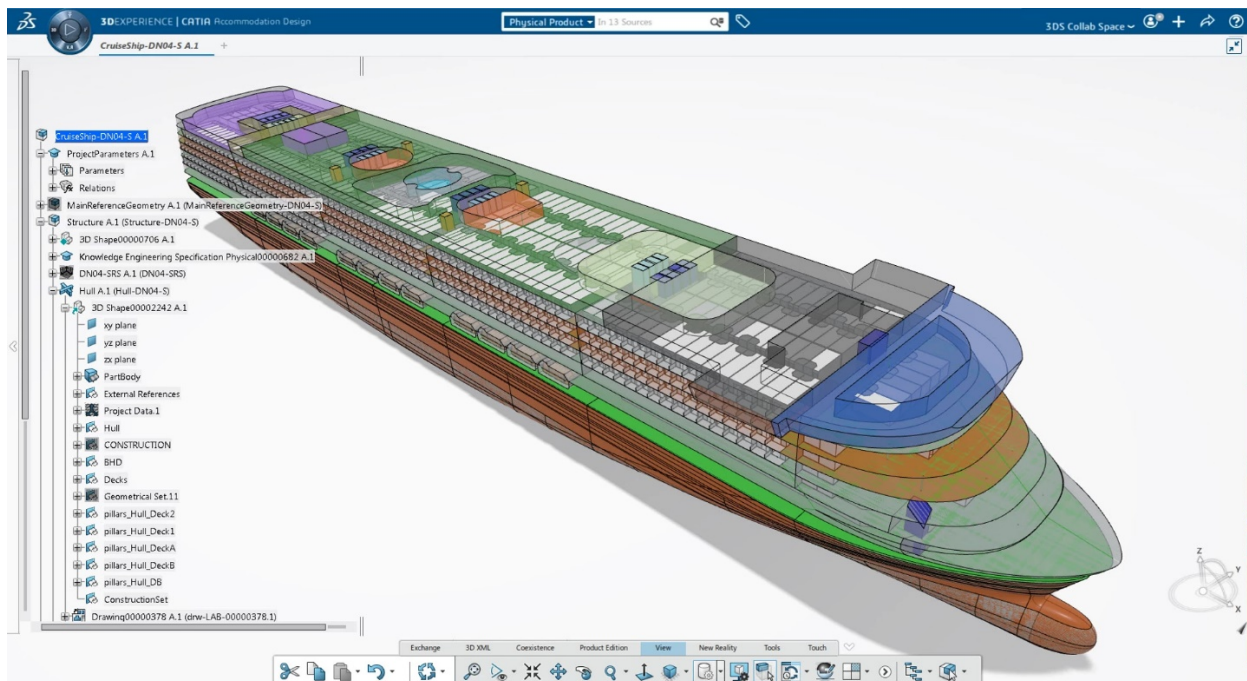 3DEXPERIENCE | CATIA Accommodation Design
Physical Product In 13 Sources
3DS Collab Space
CruiseShip-DN04-S A.1 +
CruiseShip-DN04-S A.1
ProjectParameters A.1
Parameters
Relations
MainReferenceGeometry A.1 (MainReferenceGeometry-DN04-S)
Structure A.1 (Structure-DN04-S)
3D Shape00000706 A.1
Knowledge Engineering Specification Physical00000682 A.1
DN04-SRS A.1 (DN04-SRS)
Hull A.1 (Hull-DN04-S)
3D Shape00002242 A.1
xy plane
yz plane
zx plane
PartBody
External References
Project Data.1
Hull
CONSTRUCTION
BHD
Decks
Geometrical Set.11
pillars_Hull_Deck2
pillars_Hull_Deck1
pillars_Hull_DeckA
pillars_Hull_DeckB
pillars_Hull_DB
ConstructionSet
Drawing00000378 A.1 (drw-LAB-00000378.1)
Z
Y
X
Exchange 3D XML Coexistence Product Edition View New Reality Tools Touch